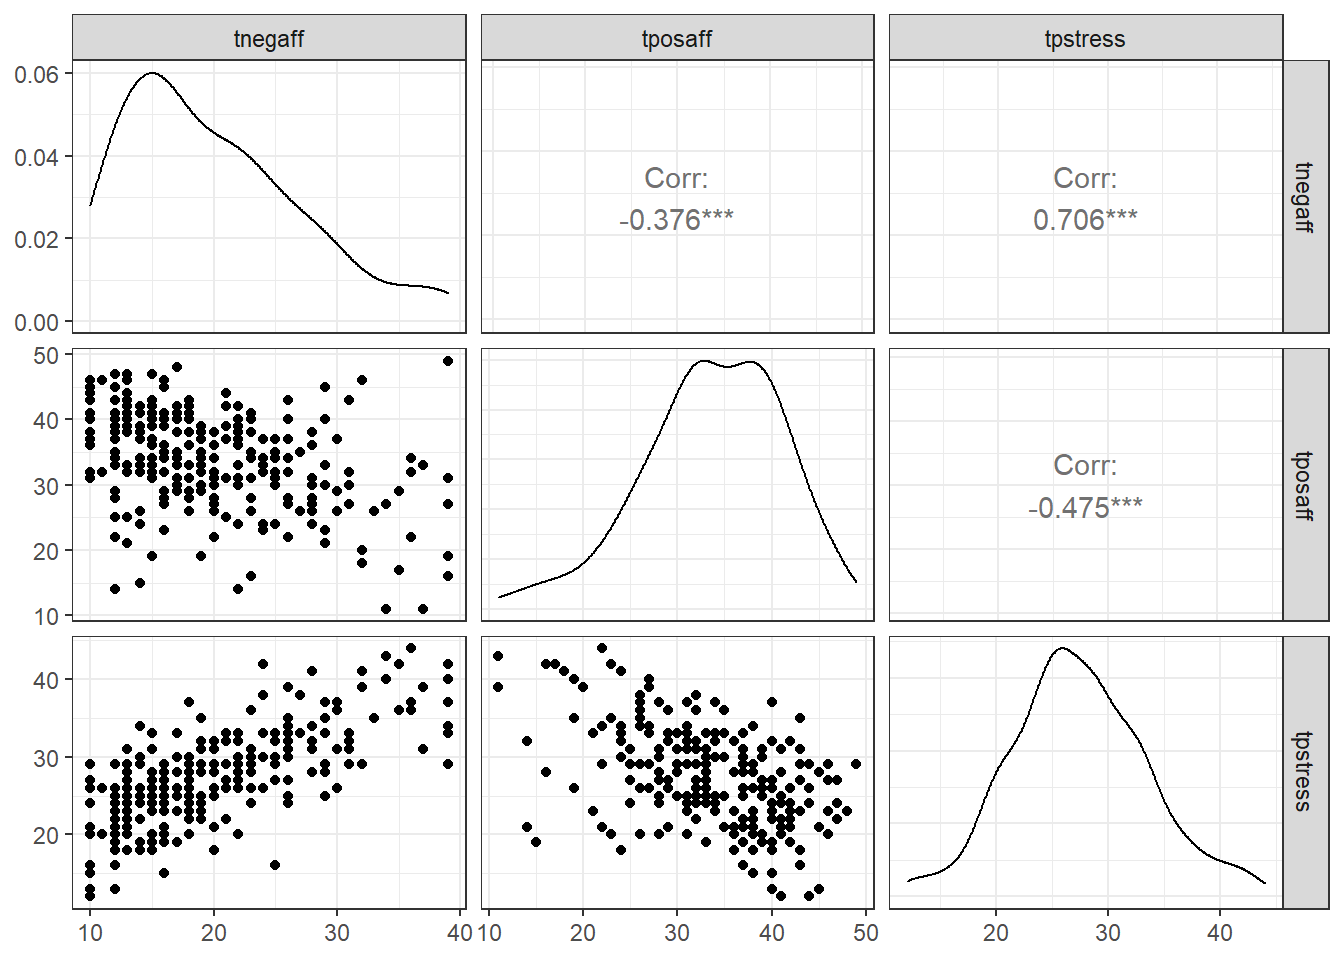 tnegaff tposaff tpstress
0.06
0.04
0.02
0.00
Corr:
-0.376***
Corr:
0.706***
tnegaff
50
40
30
20
10
Corr:
-0.475***
tposaff
40
30
20
tpstress
10 20 30 40 10 20 30 40 50 20 30 40